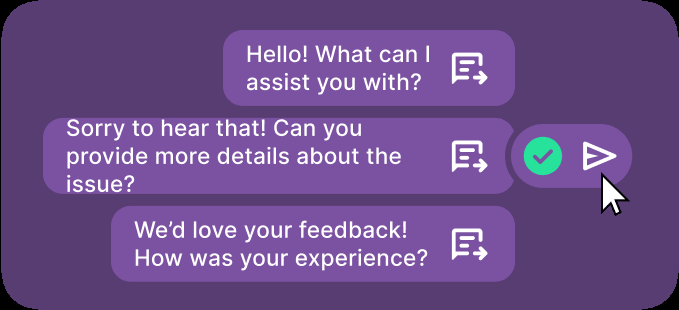 Hello! What can I
assist you with?
Sorry to hear that! Can you
provide more details about the
issue?
We’d love your feedback!
How was your experience?